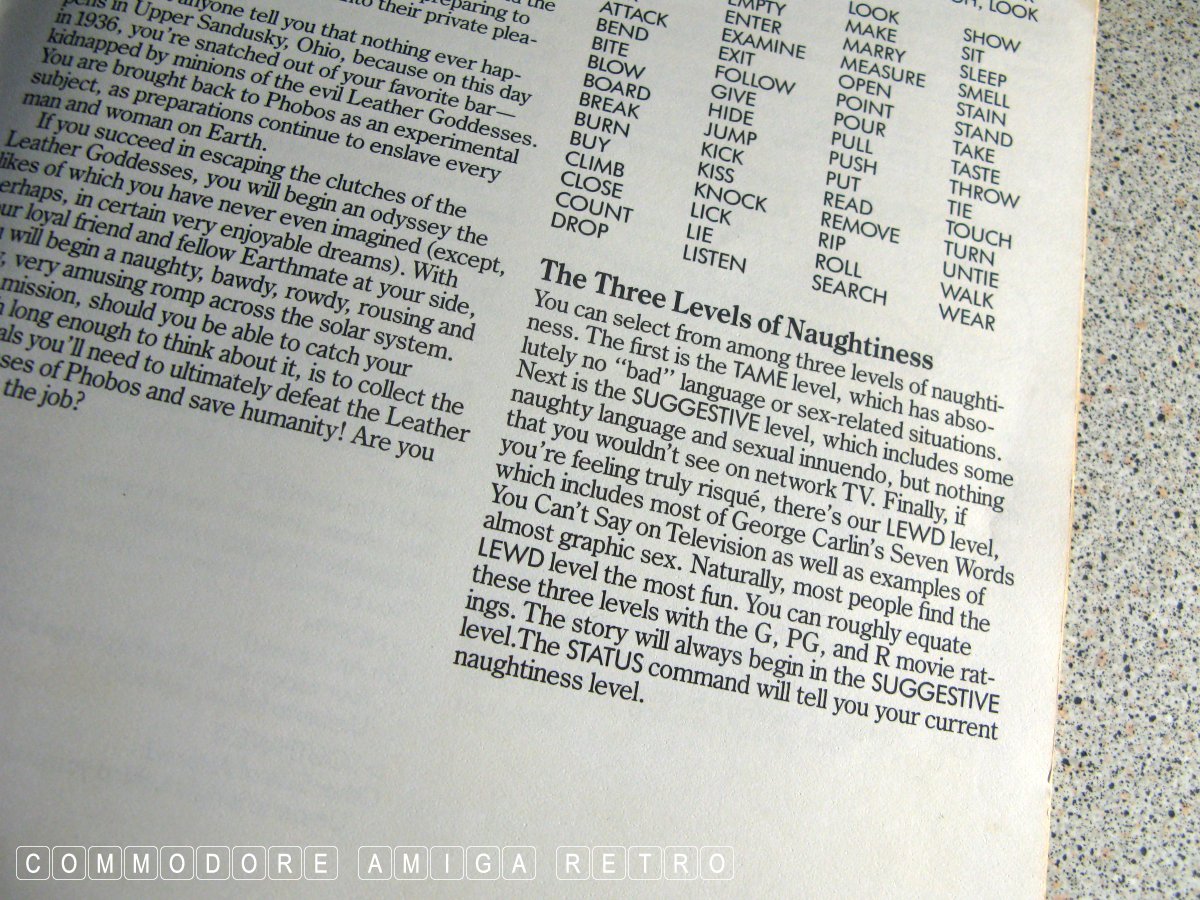 preparing to
their private plea-
anyone tell you that nothing ever hap-
pens in Upper Sandusky, Ohio, because on this day
in 1936, you're snatched out of your favorite bar—
kidnapped by minions of the evil Leather Goddesses.
You are brought back to Phobos as an experimental
subject, as preparations continue to enslave every
man and woman on Earth.
If you succeed in escaping the clutches of the
Leather Goddesses, you will begin an odyssey the
likes of which you have never even imagined (except,
perhaps, in certain very enjoyable dreams). With
your loyal friend and fellow Earthmate at your side,
will begin a naughty, bawdy, rowdy, rousing and
very amusing romp across the solar system.
mission, should you be able to catch your
long enough to think about it, is to collect the
you'll need to ultimately defeat the Leather
of Phobos and save humanity! Are you
the job?
ATTACK
BEND
BITE
BLOW
BOARD
BREAK
BURN
BUY
CLIMB
CLOSE
COUNT
DROP
EMPTY
ENTER
EXAMINE
EXIT
FOLLOW
GIVE
HIDE
JUMP
KICK
KISS
KNOCK
LICK
LIE
LISTEN
LOOK
MAKE
MARRY
MEASURE
OPEN
POINT
POUR
PULL
PUSH
PUT
READ
REMOVE
RIP
ROLL
SEARCH
LOOK
SHOW
SIT
SLEEP
SMELL
STAIN
STAND
TAKE
TASTE
THROW
TIE
TOUCH
TURN
UNTIE
WALK
WEAR
The Three Levels of Naughtiness
You can select from among three levels of naughti-
ness. The first is the TAME level, which has abso-
lutely no "bad" language or sex-related situations.
Next is the SUGGESTIVE level, which includes some
naughty language and sexual innuendo, but nothing
that you wouldn't see on network TV. Finally, if
you're feeling truly risqué, there's our LEWD level,
which includes most of George Carlin's Seven Words
You Can't Say on Television as well as examples of
almost graphic sex. Naturally, most people find the
LEWD level the most fun. You can roughly equate
these three levels with the G, PG, and R movie rat-
ings. The story will always begin in the SUGGESTIVE
level.The STATUS command will tell you your current
naughtiness level.
COMMODORE AMIGA RETRO